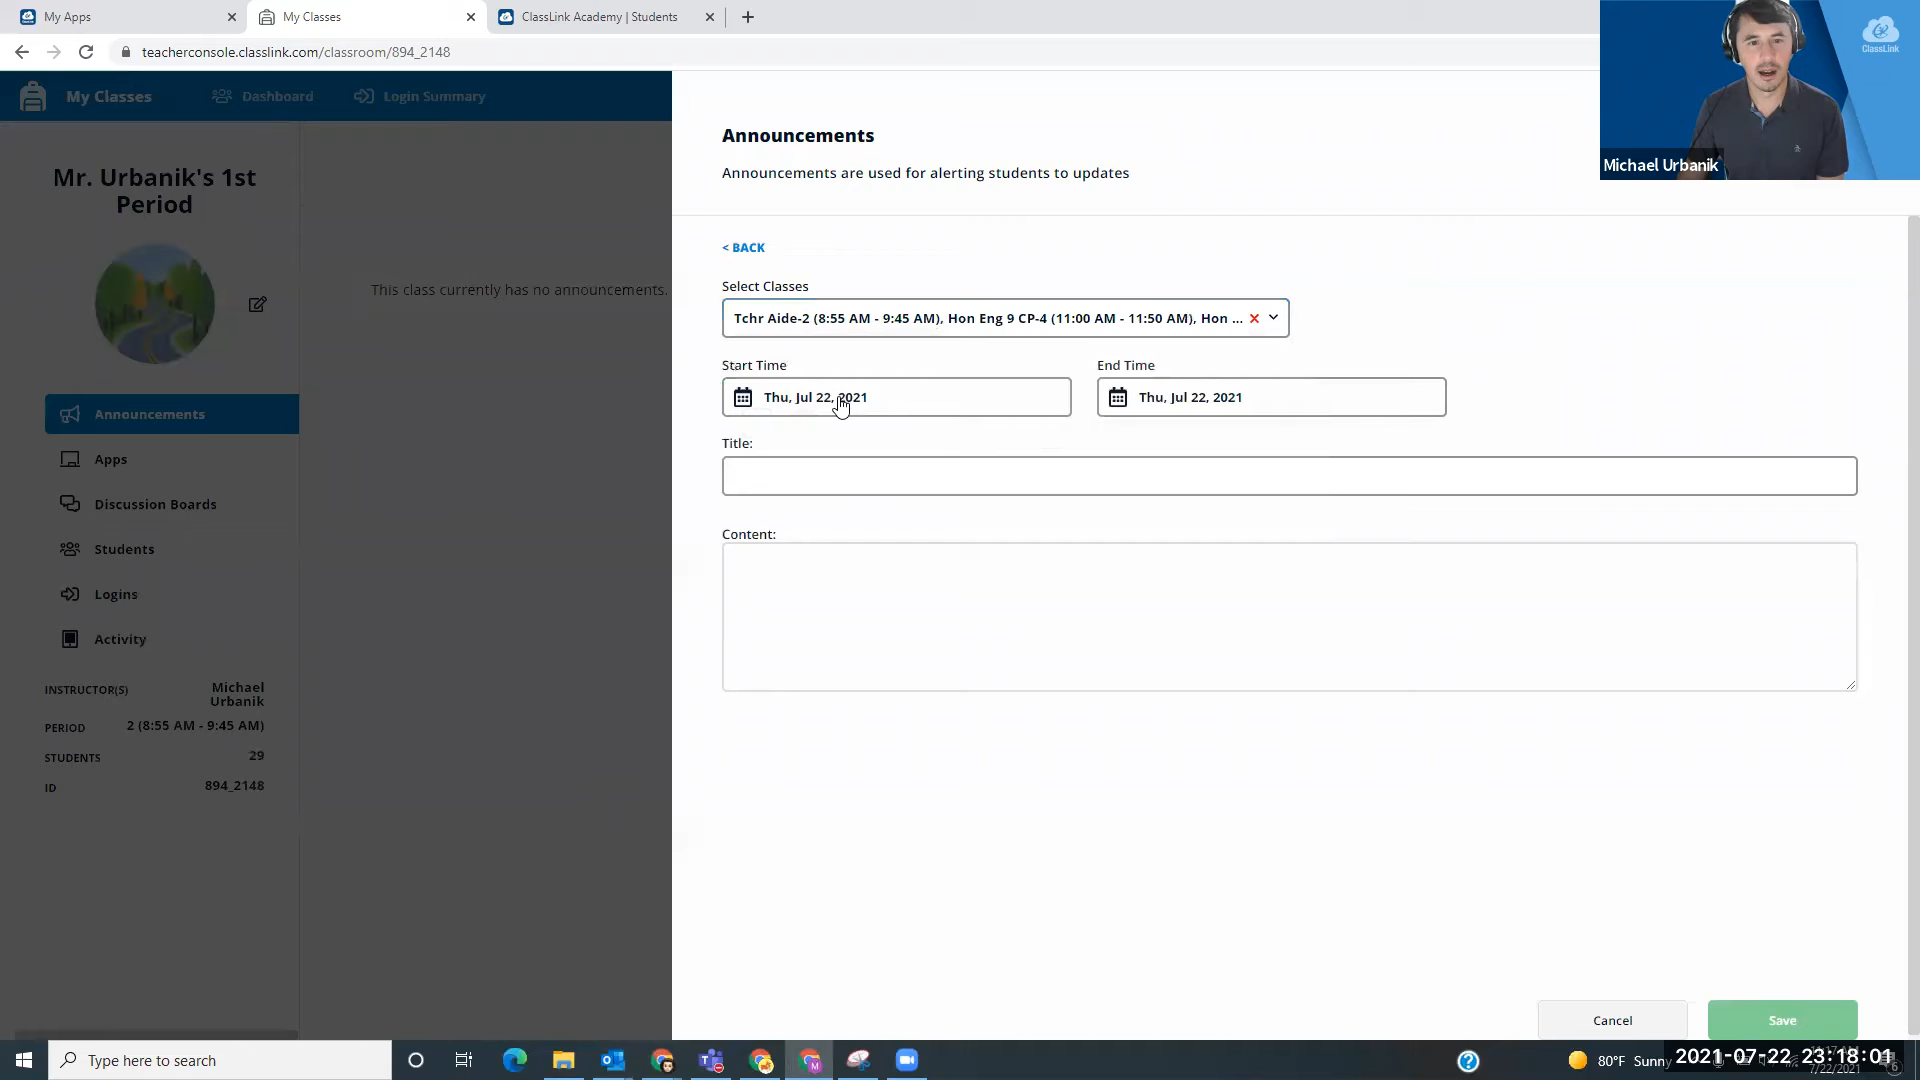 My Apps
My Classes
ClassLink Academy | Students
teacherconsole.classlink.com/classroom/894_2148
ClassLink
Michael Urbanik
My Classes
Dashboard
Login Summary
Mr. Urbanik's 1st
Period
Announcements
Apps
Discussion Boards
Students
Logins
Activity
INSTRUCTOR(S) Michael
Urbanik
PERIOD 2 (8:55 AM - 9:45 AM)
STUDENTS 29
ID 894_2148
This class currently has no announcements.
Announcements
Announcements are used for alerting students to updates
< BACK
Select Classes
Tchr Aide-2 (8:55 AM - 9:45 AM), Hon Eng 9 CP-4 (11:00 AM - 11:50 AM), Hon ...
Start Time
End Time
Thu, Jul 22, 2021
Thu, Jul 22, 2021
Title:
Content:
Cancel
Save
Type here to search
80°F Sunny
2021-07-22 23:18:01
7/22/2021